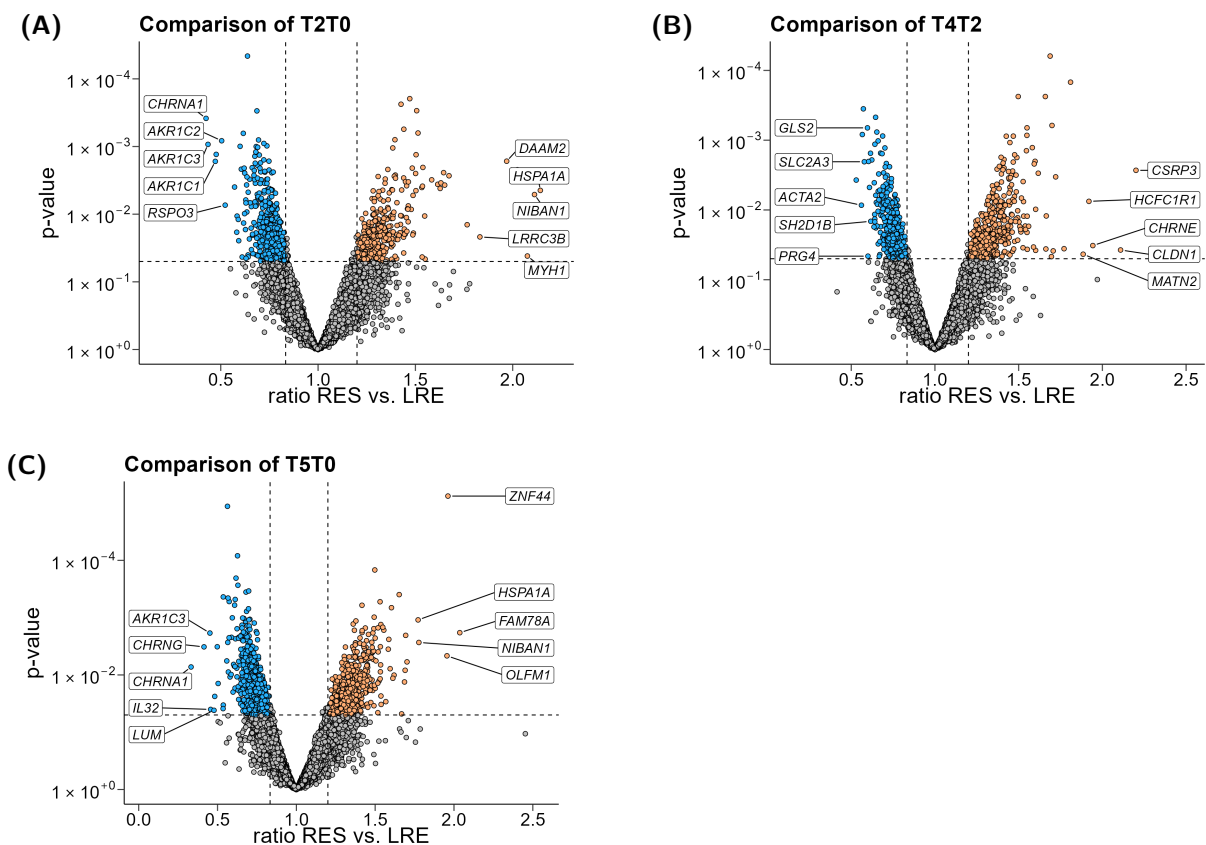 (A)
Comparison of T2T0
p-value
1 × 10⁻⁴
1 × 10⁻³
1 × 10⁻²
1 × 10⁻¹
1 × 10⁺⁰
CHRNA1
AKR1C2
AKR1C3
AKR1C1
RSPO3
DAAM2
HSPA1A
NIBAN1
LRRC3B
MYH1
0.5 1.0 1.5 2.0
ratio RES vs. LRE
(B)
Comparison of T4T2
p-value
1 × 10⁻⁴
1 × 10⁻³
1 × 10⁻²
1 × 10⁻¹
1 × 10⁺⁰
GLS2
SLC2A3
ACTA2
SH2D1B
PRG4
CSRP3
HCFC1R1
CHRNE
CLDN1
MATN2
0.5 1.0 1.5 2.0 2.5
ratio RES vs. LRE
(C)
Comparison of T5T0
p-value
1 × 10⁻⁴
1 × 10⁻²
1 × 10⁺⁰
AKR1C3
CHRNG
CHRNA1
IL32
LUM
ZNF44
HSPA1A
FAM78A
NIBAN1
OLFM1
0.0 0.5 1.0 1.5 2.0 2.5
ratio RES vs. LRE